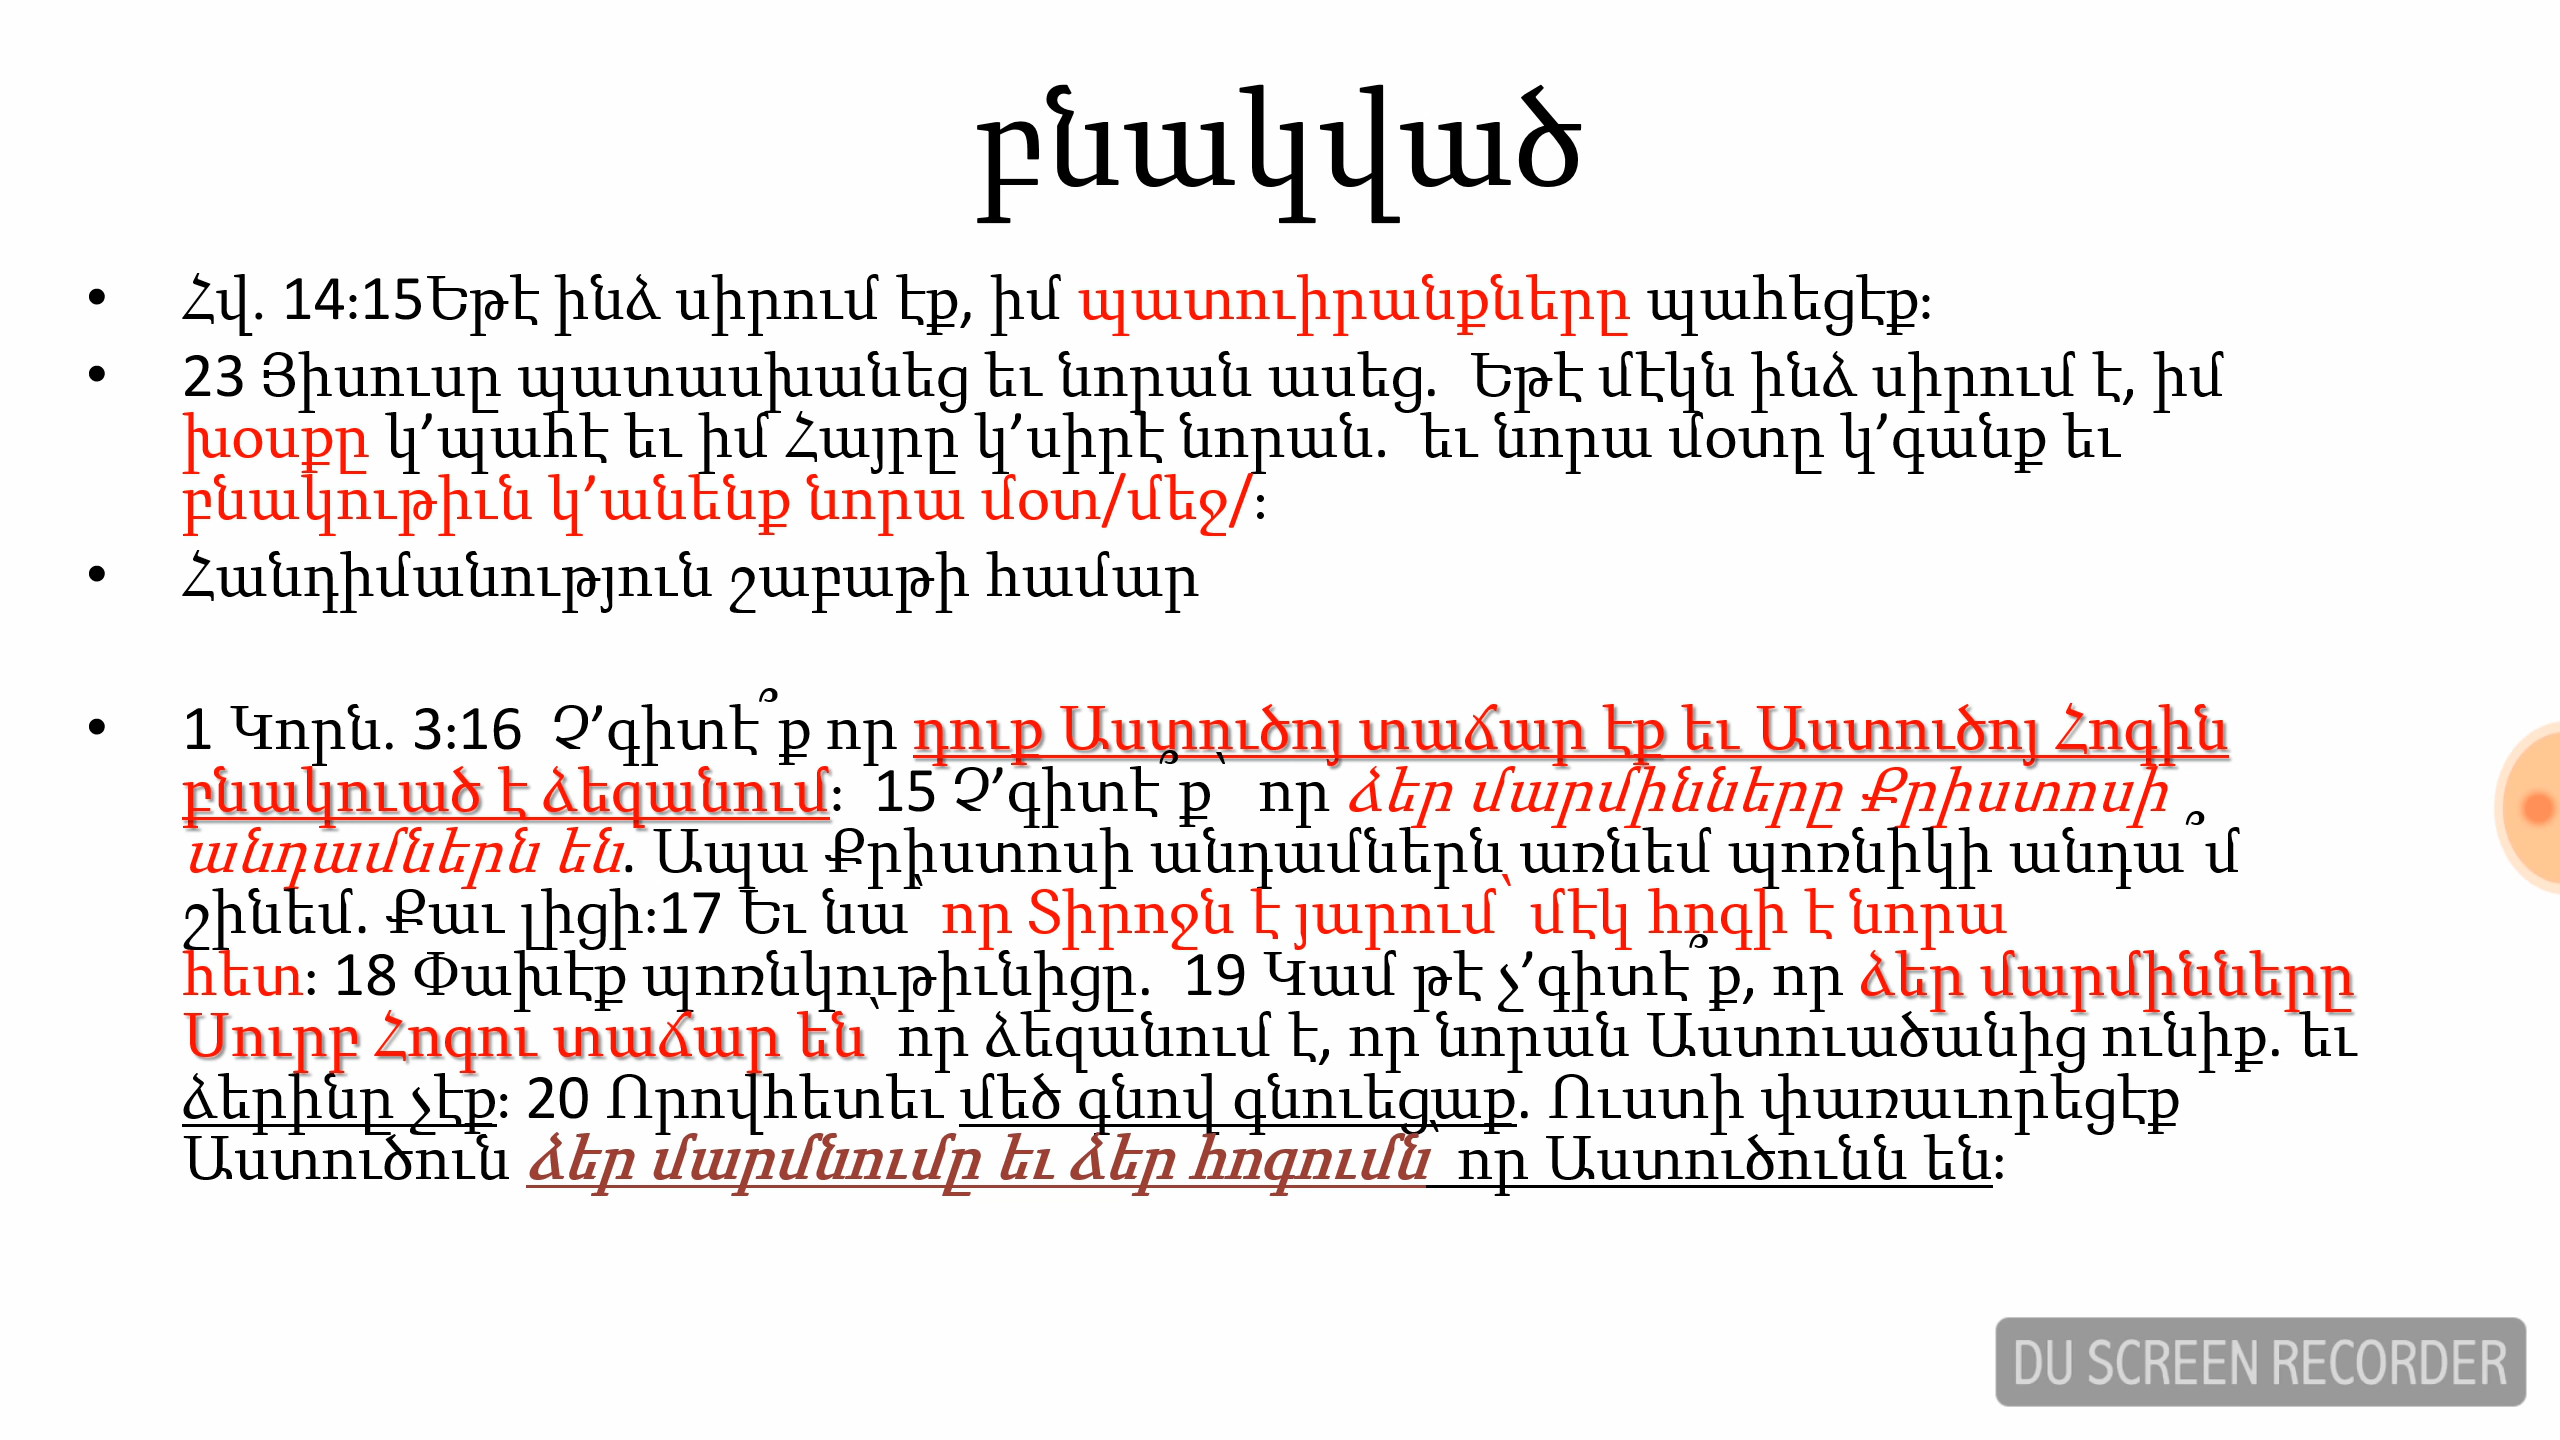 բնակված
• Հվ. 14:15Եթէ ինձ սիրում էք, իմ պատուիրանքները պահեցէք:
• 23 Յիսուսը պատասխանեց եւ նորան ասեց. Եթէ մէկն ինձ սիրում է, իմ
խօսքը կ’պահէ եւ իմ Հայրը կ’սիրէ նորան. եւ նորա մօտը կ’գանք եւ
բնակութիւն կ’անենք նորա մօտ/մեջ/:
• Հանդիմանություն շաբաթի համար
• 1 Կորն. 3:16 Չ’գիտէ՞ք որ դուք Աստուծոյ տաճար էք եւ Աստուծոյ Հոգին
բնակուած է ձեզանում: 15 Չ’գիտէ՞ք՝ որ ձեր մարմինները Քրիստոսի
անդամներն են. Ապա Քրիստոսի անդամներն առնեմ պոռնիկի անդա՞մ
շինեմ. Քաւ լիցի:17 Եւ նա՝ որ Տիրոջն է յարում՝ մէկ հոգի է նորա
հետ: 18 Փախէք պոռնկութիւնիցը. 19 Կամ թէ չ’գիտէ՞ք, որ ձեր մարմինները
Սուրբ Հոգու տաճար են՝ որ ձեզանում է, որ նորան Աստուածանից ունիք. եւ
ձերինը չէք: 20 Որովհետեւ մեծ գնով գնուեցաք. Ուստի փառաւորեցէք
Աստուծուն ձեր մարմնումը եւ ձեր հոգումն՝ որ Աստուծունն են:
DU SCREEN RECORDER